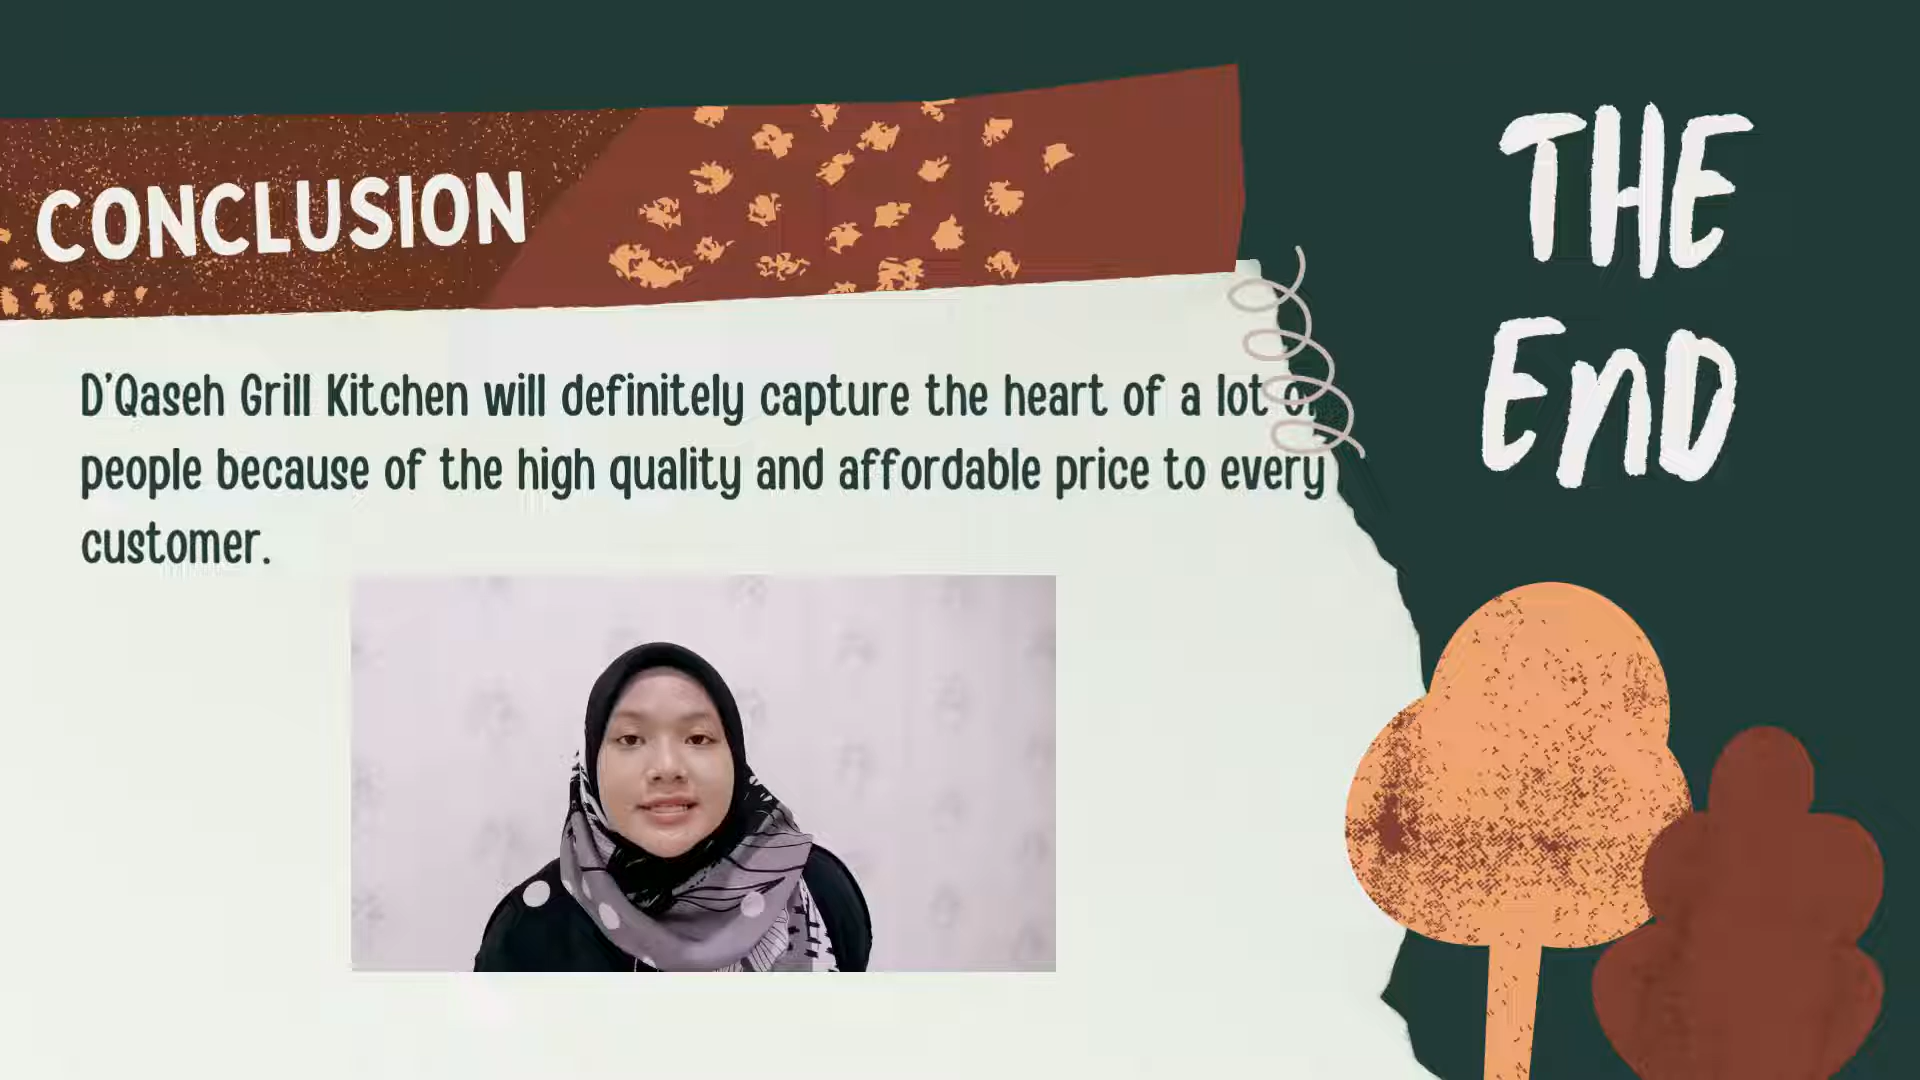 CONCLUSION
D'Qaseh Grill Kitchen will definitely capture the heart of a lot of
people because of the high quality and affordable price to every
customer.
THE
END